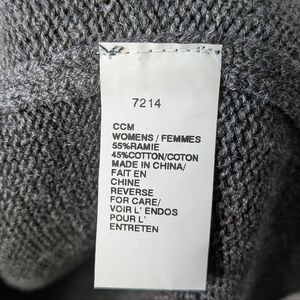 7214
CCM
WOMENS / FEMMES
55%RAMIE
45%COTTON/COTON
MADE IN CHINA/
FAIT EN
CHINE
REVERSE
FOR CARE/
VOIR L' ENDOS
POUR L'
ENTRETEN